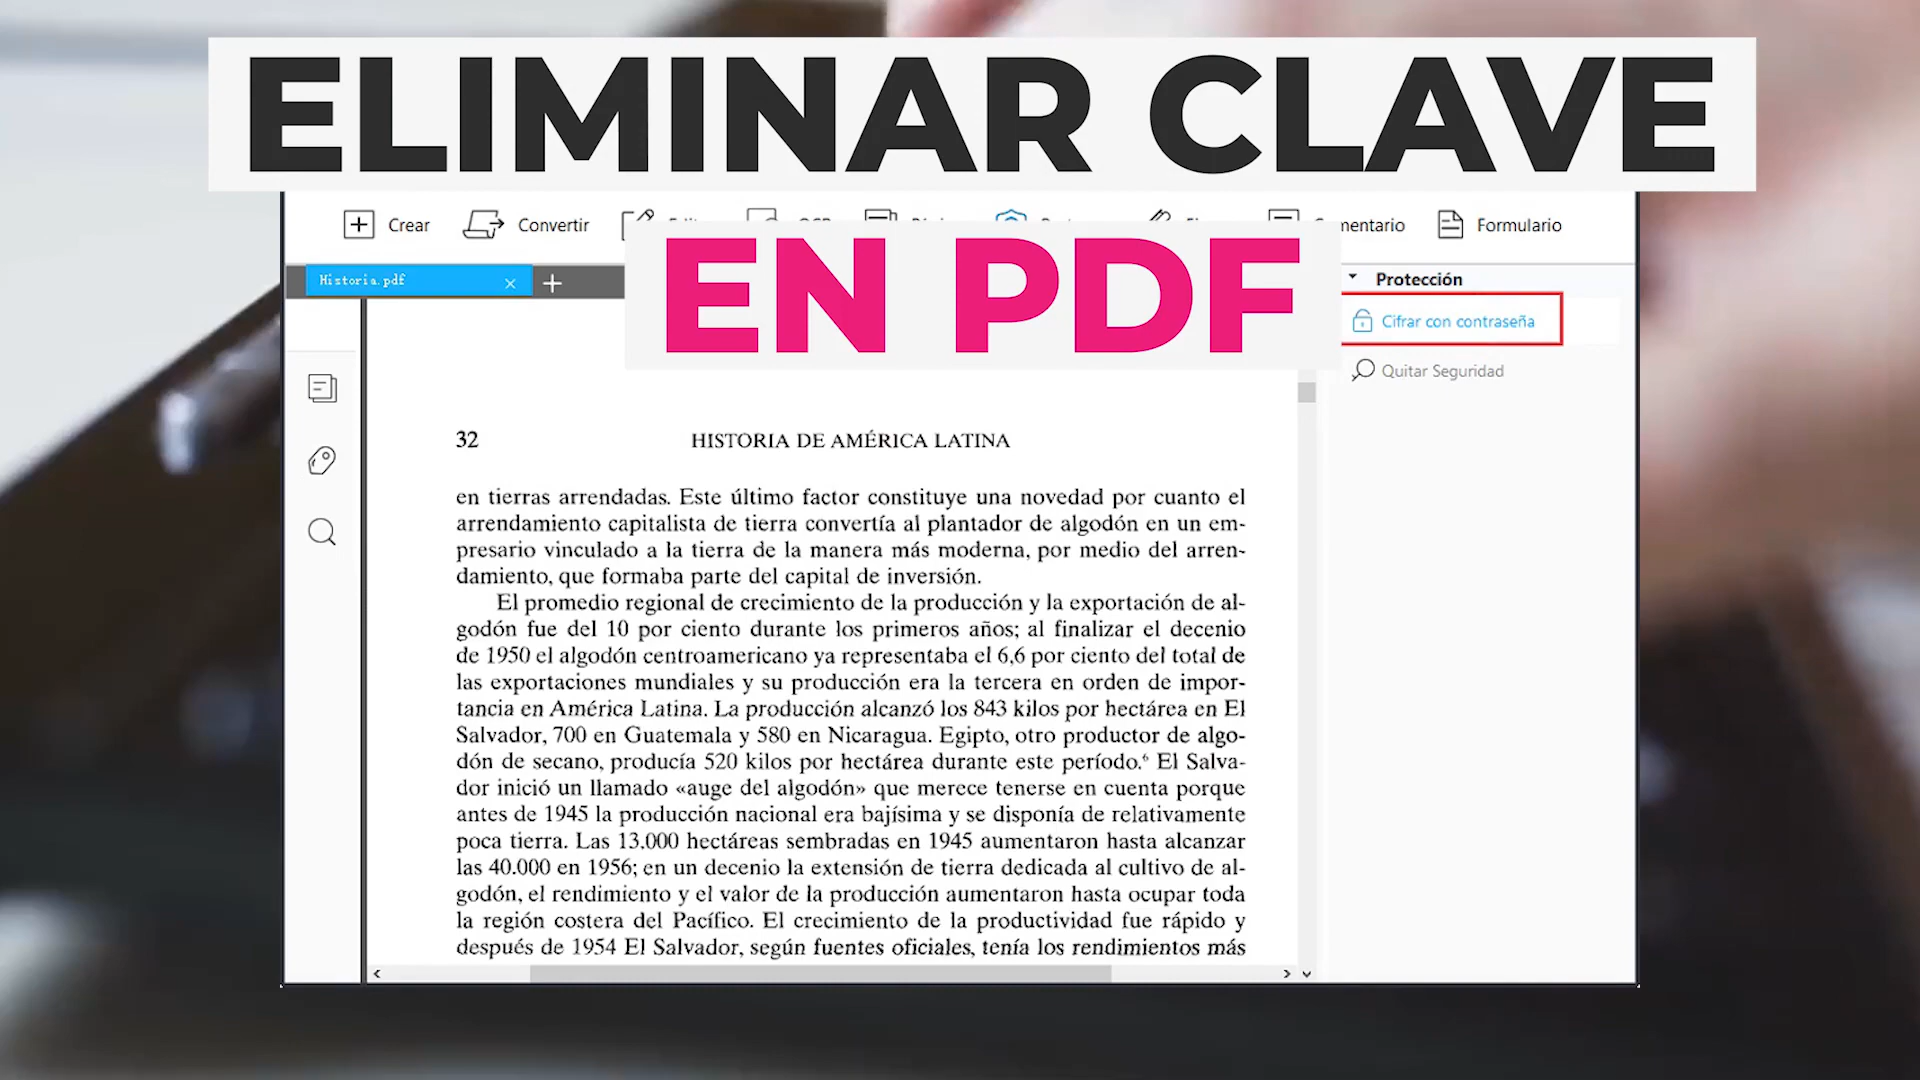 ELIMINAR CLAVE
EN PDF
Crear
Convertir
Formulario
Historia.pdf
Protección
Cifrar con contraseña
Quitar Seguridad
32
HISTORIA DE AMÉRICA LATINA
en tierras arrendadas. Este último factor constituye una novedad por cuanto el
arrendamiento capitalista de tierra convertía al plantador de algodón en un em-
presario vinculado a la tierra de la manera más moderna, por medio del arren-
damiento, que formaba parte del capital de inversión.
El promedio regional de crecimiento de la producción y la exportación de al-
godón fue del 10 por ciento durante los primeros años; al finalizar el decenio
de 1950 el algodón centroamericano ya representaba el 6,6 por ciento del total de
las exportaciones mundiales y su producción era la tercera en orden de impor-
tancia en América Latina. La producción alcanzó los 843 kilos por hectárea en El
Salvador, 700 en Guatemala y 580 en Nicaragua. Egipto, otro productor de algo-
dón de secano, producía 520 kilos por hectárea durante este período.⁶ El Salva-
dor inició un llamado «auge del algodón» que merece tenerse en cuenta porque
antes de 1945 la producción nacional era bajísima y se disponía de relativamente
poca tierra. Las 13.000 hectáreas sembradas en 1945 aumentaron hasta alcanzar
las 40.000 en 1956; en un decenio la extensión de tierra dedicada al cultivo de al-
godón, el rendimiento y el valor de la producción aumentaron hasta ocupar toda
la región costera del Pacífico. El crecimiento de la productividad fue rápido y
después de 1954 El Salvador, según fuentes oficiales, tenía los rendimientos más